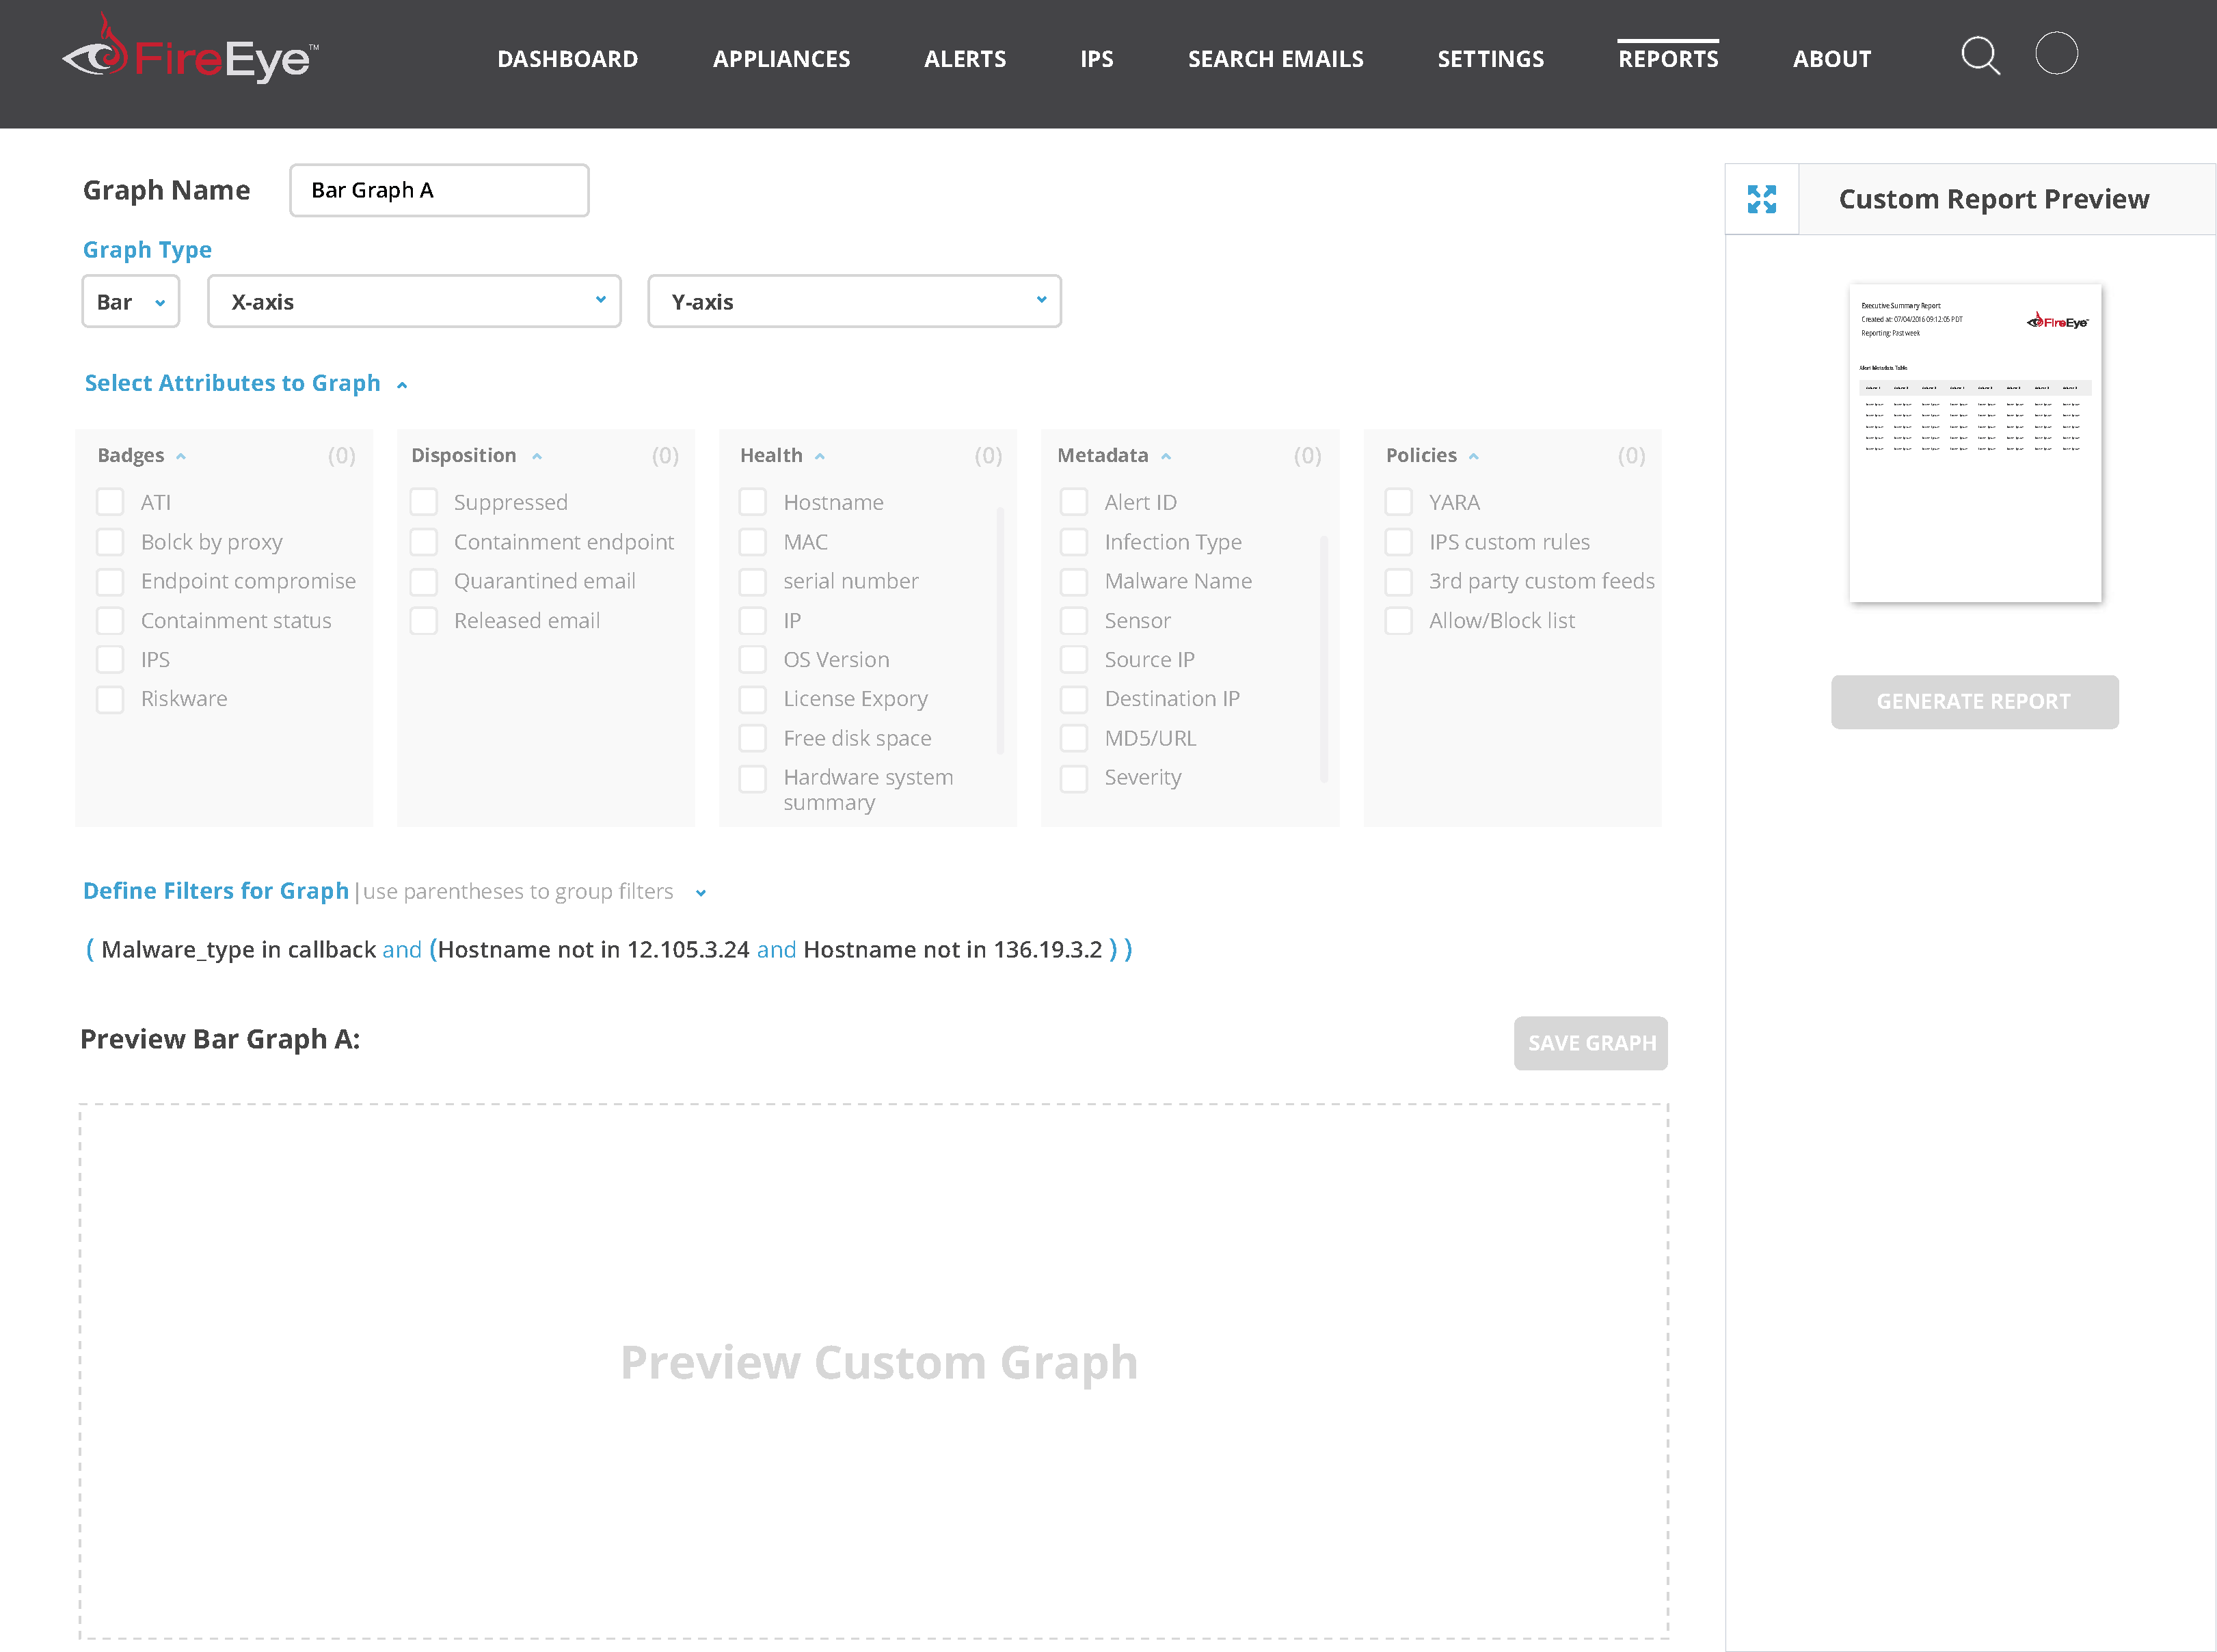 FireEye™
DASHBOARD APPLIANCES ALERTS IPS SEARCH EMAILS SETTINGS REPORTS ABOUT
Graph Name Bar Graph A
Graph Type
Bar X-axis Y-axis
Select Attributes to Graph
Badges (0)
ATI
Bolck by proxy
Endpoint compromise
Containment status
IPS
Riskware
Disposition (0)
Suppressed
Containment endpoint
Quarantined email
Released email
Health (0)
Hostname
MAC
serial number
IP
OS Version
License Expory
Free disk space
Hardware system
summary
Metadata (0)
Alert ID
Infection Type
Malware Name
Sensor
Source IP
Destination IP
MD5/URL
Severity
Policies (0)
YARA
IPS custom rules
3rd party custom feeds
Allow/Block list
Define Filters for Graph |use parentheses to group filters
( Malware_type in callback and (Hostname not in 12.105.3.24 and Hostname not in 136.19.3.2 ) )
Preview Bar Graph A:
SAVE GRAPH
Preview Custom Graph
Custom Report Preview
Executive Summary Report
Created at: 07/04/2016 09:12:05 PDT
Reporting: Past week
FireEye
Alert Metadata Table
GENERATE REPORT